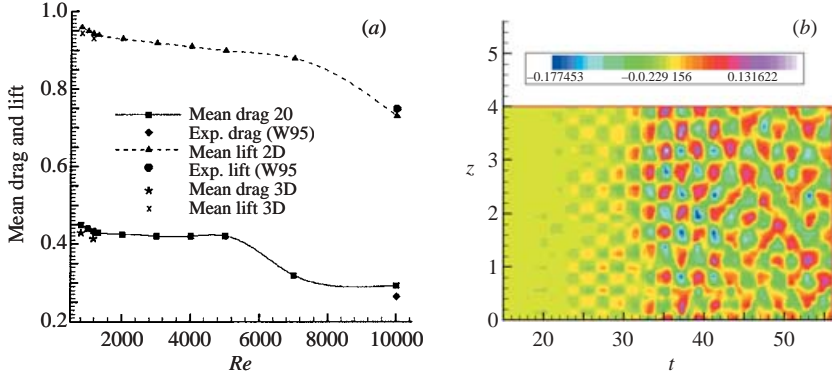 (a)
1.0
0.8
0.6
0.4
0.2
Mean drag and lift
Mean drag 20
Exp. drag (W95)
Mean lift 2D
Exp. lift (W95
Mean drag 3D
Mean lift 3D
2000 4000 6000 8000 10000
Re
(b)
5
4
3
2
1
0
z
–0.177453 –0.0.229 156 0.131622
20 30 40 50
t